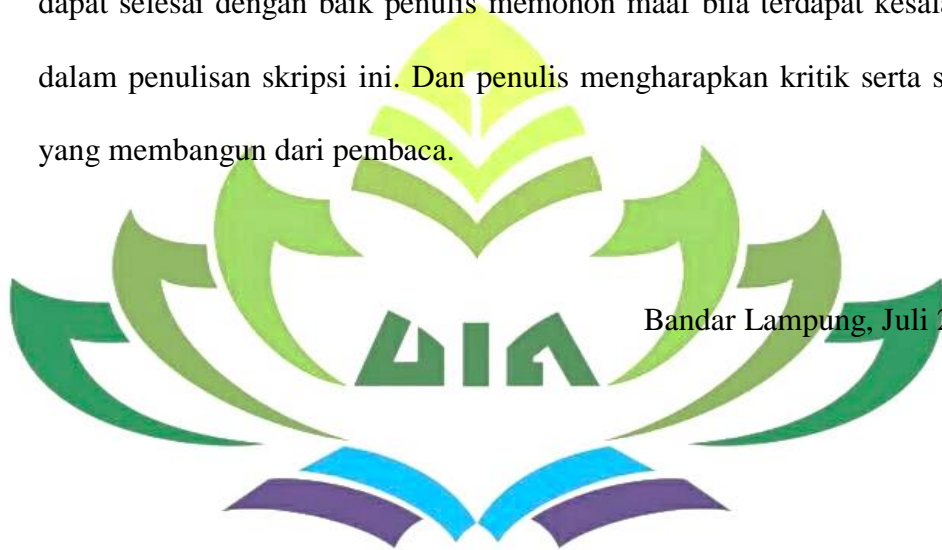 dapat selesai dengan baik penulis memohon maaf bila terdapat
dalam penulisan skripsi ini. Dan penulis mengharapkan kritik serta
yang membangun dari pembaca.
Bandar Lampung, Juli
UIN